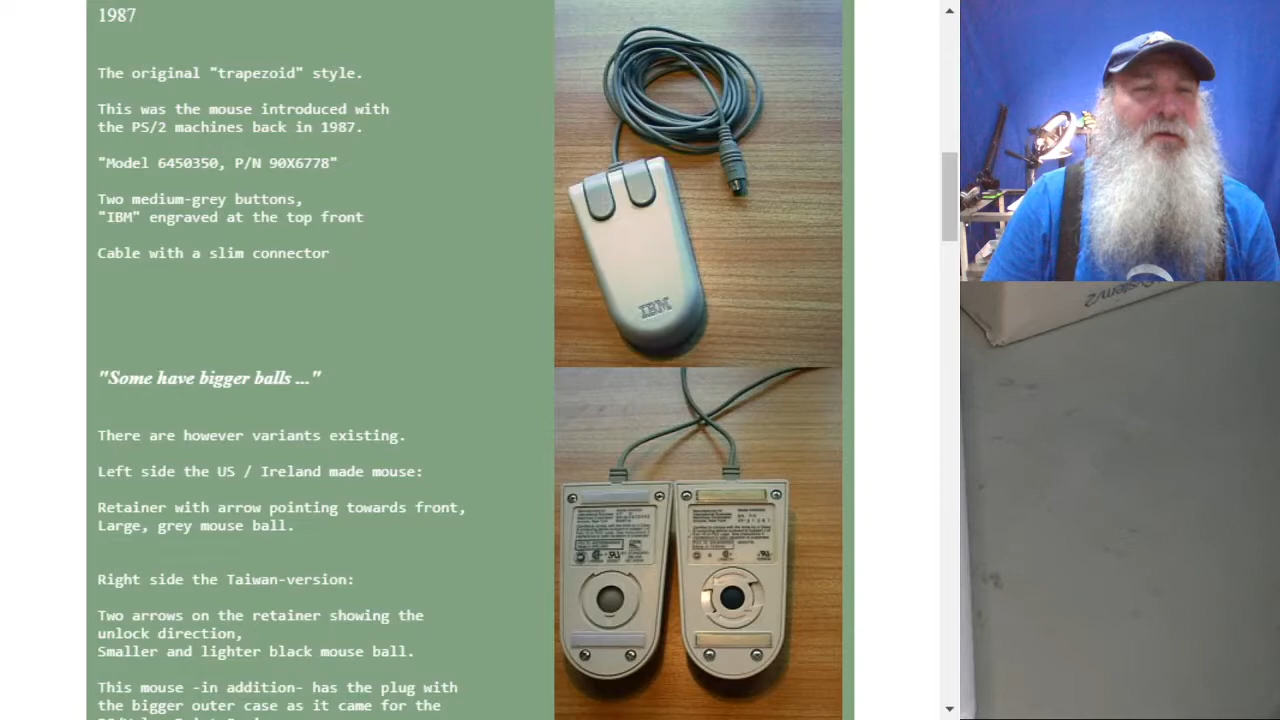 1987
The original "trapezoid" style.
This was the mouse introduced with
the PS/2 machines back in 1987.
"Model 6450350, P/N 90X6778"
Two medium-grey buttons,
"IBM" engraved at the top front
Cable with a slim connector
IBM
"Some have bigger balls ..."
There are however variants existing.
Left side the US / Ireland made mouse:
Retainer with arrow pointing towards front,
Large, grey mouse ball.
Right side the Taiwan-version:
Two arrows on the retainer showing the
unlock direction,
Smaller and lighter black mouse ball.
This mouse -in addition- has the plug with
the bigger outer case as it came for the